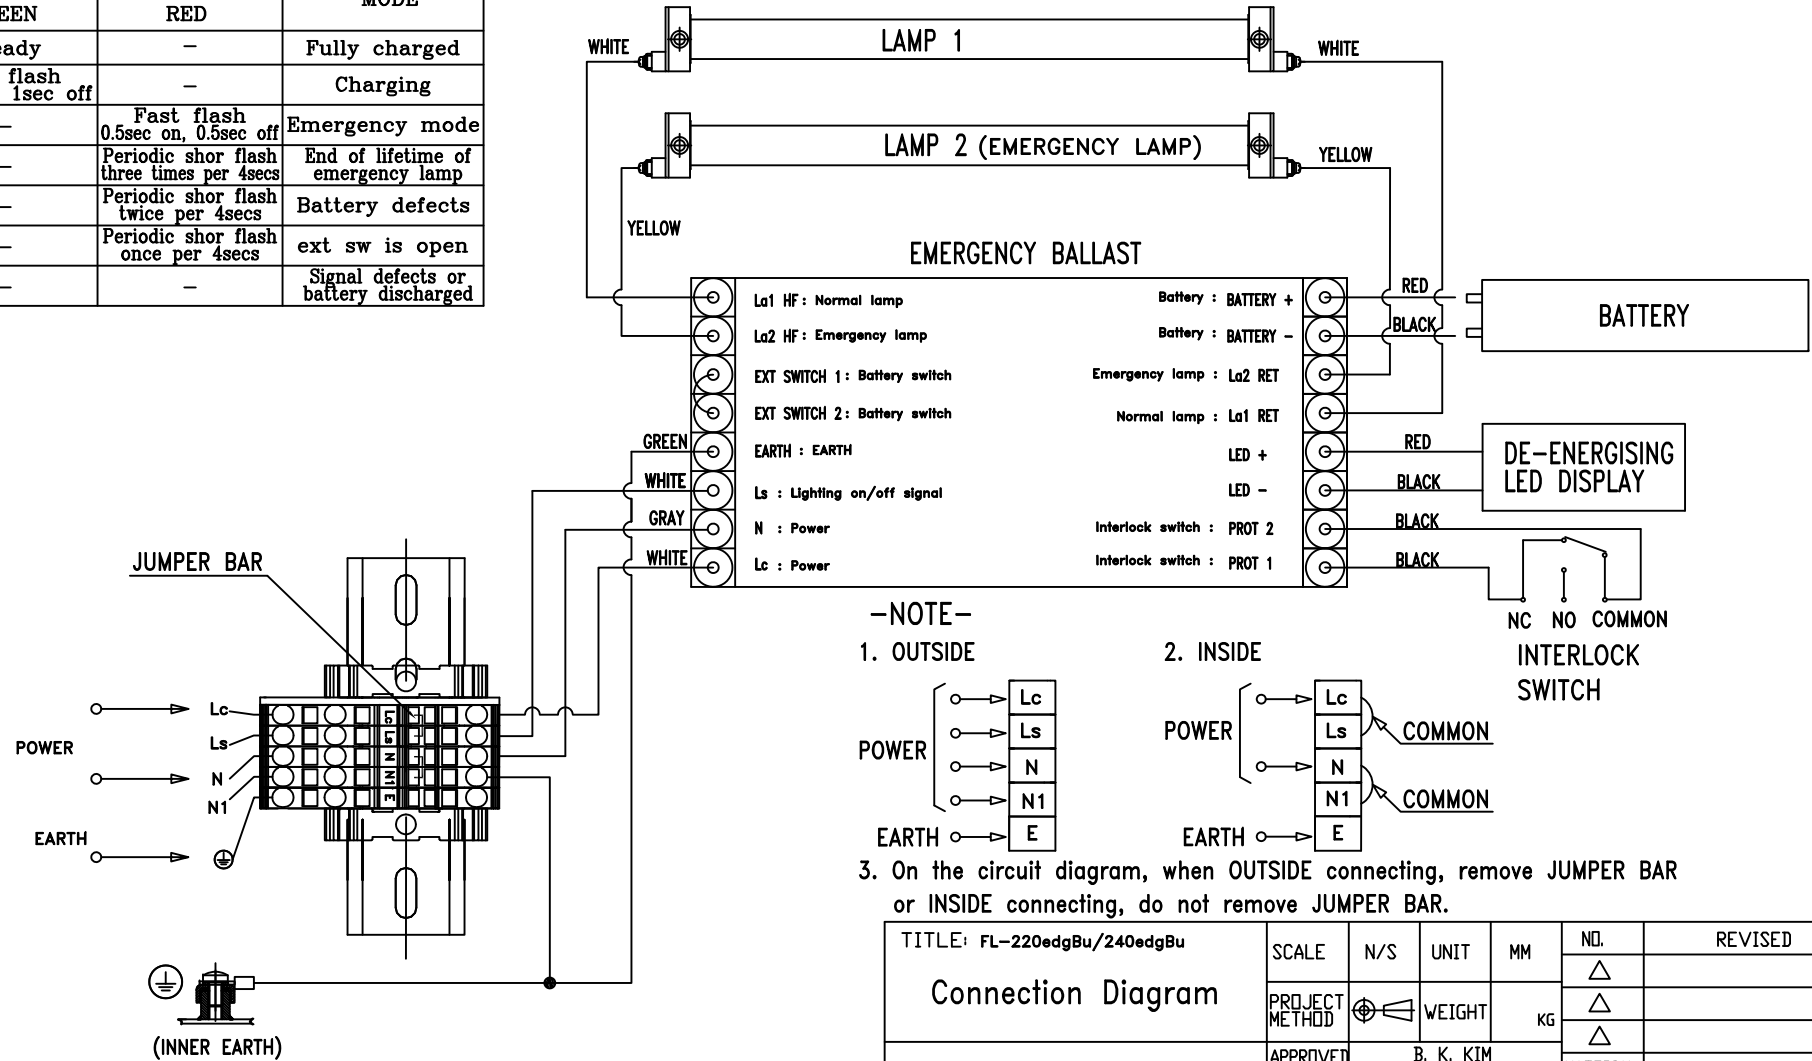 MODE
EEN RED
eady – Fully charged
flash
1sec off – Charging
– Fast flash
0.5sec on, 0.5sec off Emergency mode
– Periodic shor flash
three times per 4secs End of lifetime of
emergency lamp
– Periodic shor flash
twice per 4secs Battery defects
– Periodic shor flash
once per 4secs ext sw is open
– – Signal defects or
battery discharged
WHITE LAMP 1 WHITE
LAMP 2 (EMERGENCY LAMP) YELLOW
YELLOW
EMERGENCY BALLAST
La1 HF : Normal lamp
La2 HF : Emergency lamp
EXT SWITCH 1 : Battery switch
EXT SWITCH 2 : Battery switch
GREEN EARTH : EARTH
WHITE Ls : Lighting on/off signal
GRAY N : Power
WHITE Lc : Power
Battery : BATTERY + RED
Battery : BATTERY – BLACK
BATTERY
Emergency lamp : La2 RET
Normal lamp : La1 RET
LED + RED
LED – BLACK
DE–ENERGISING
LED DISPLAY
Interlock switch : PROT 2 BLACK
Interlock switch : PROT 1 BLACK
NC NO COMMON
INTERLOCK
SWITCH
JUMPER BAR
POWER
EARTH
Lc
Ls
N
N1
Lc
Ls
N
N1
E
(INNER EARTH)
–NOTE–
1. OUTSIDE
POWER
Lc
Ls
N
N1
EARTH E
2. INSIDE
POWER
Lc
Ls COMMON
N
N1 COMMON
EARTH E
3. On the circuit diagram, when OUTSIDE connecting, remove JUMPER BAR
or INSIDE connecting, do not remove JUMPER BAR.
TITLE: FL–220edgBu/240edgBu
Connection Diagram
SCALE N/S UNIT MM
PROJECT
METHOD WEIGHT KG
APPROVED B. K. KIM
NO. REVISED